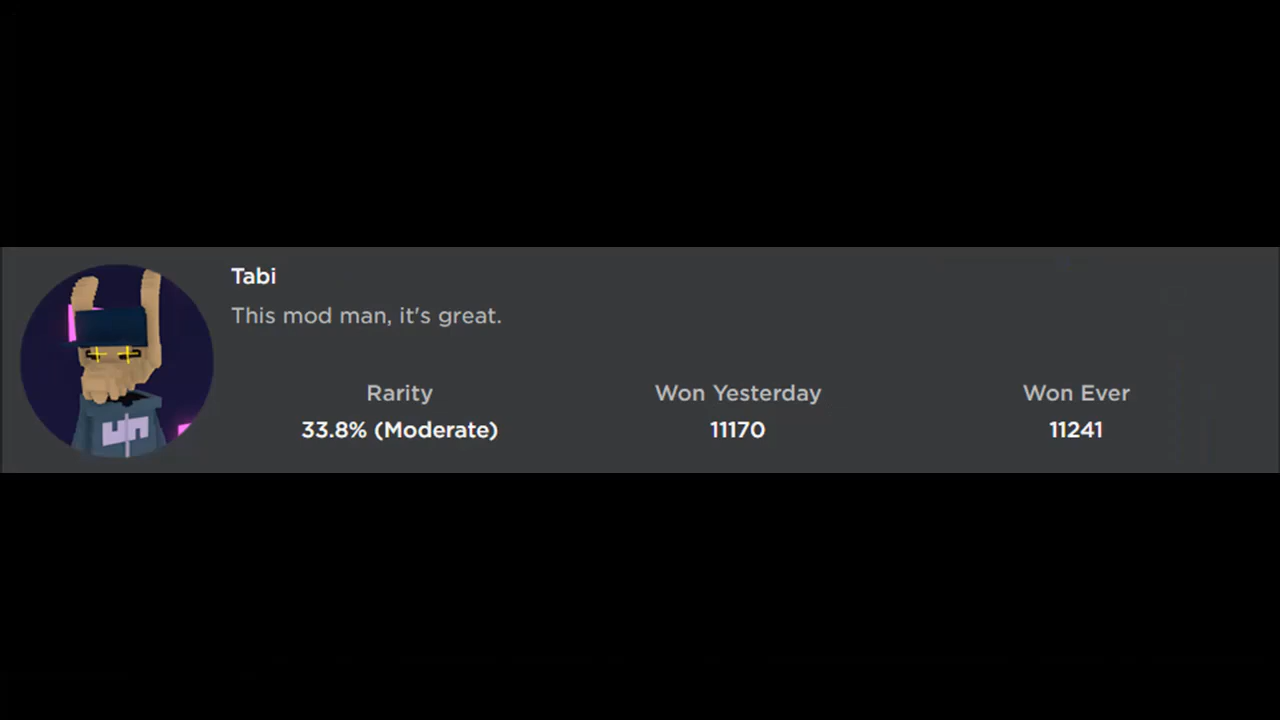 Tabi
This mod man, it's great.
Rarity Won Yesterday Won Ever
33.8% (Moderate) 11170 11241